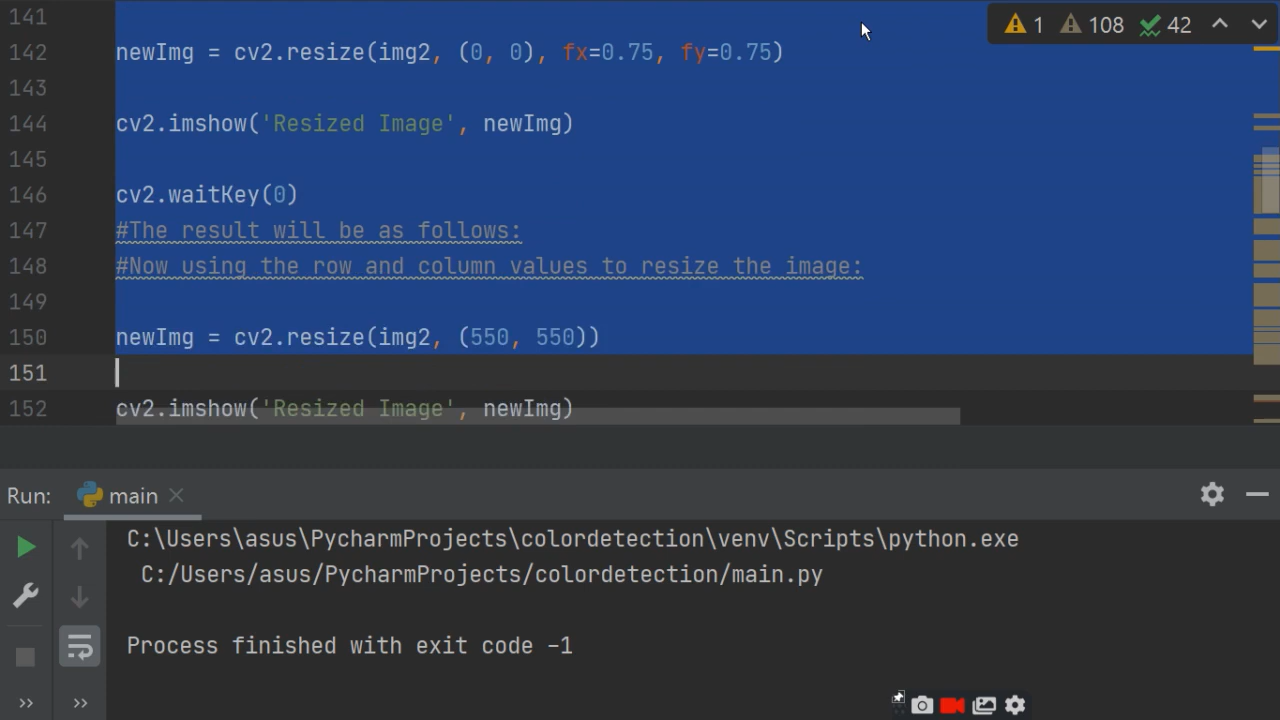 141
1 108 42
142 newImg = cv2.resize(img2, (0, 0), fx=0.75, fy=0.75)
143
144 cv2.imshow('Resized Image', newImg)
145
146 cv2.waitKey(0)
147 #The result will be as follows:
148 #Now using the row and column values to resize the image:
149
150 newImg = cv2.resize(img2, (550, 550))
151
152 cv2.imshow('Resized Image', newImg)
Run: main
C:\Users\asus\PycharmProjects\colordetection\venv\Scripts\python.exe
C:/Users/asus/PycharmProjects/colordetection/main.py
Process finished with exit code -1